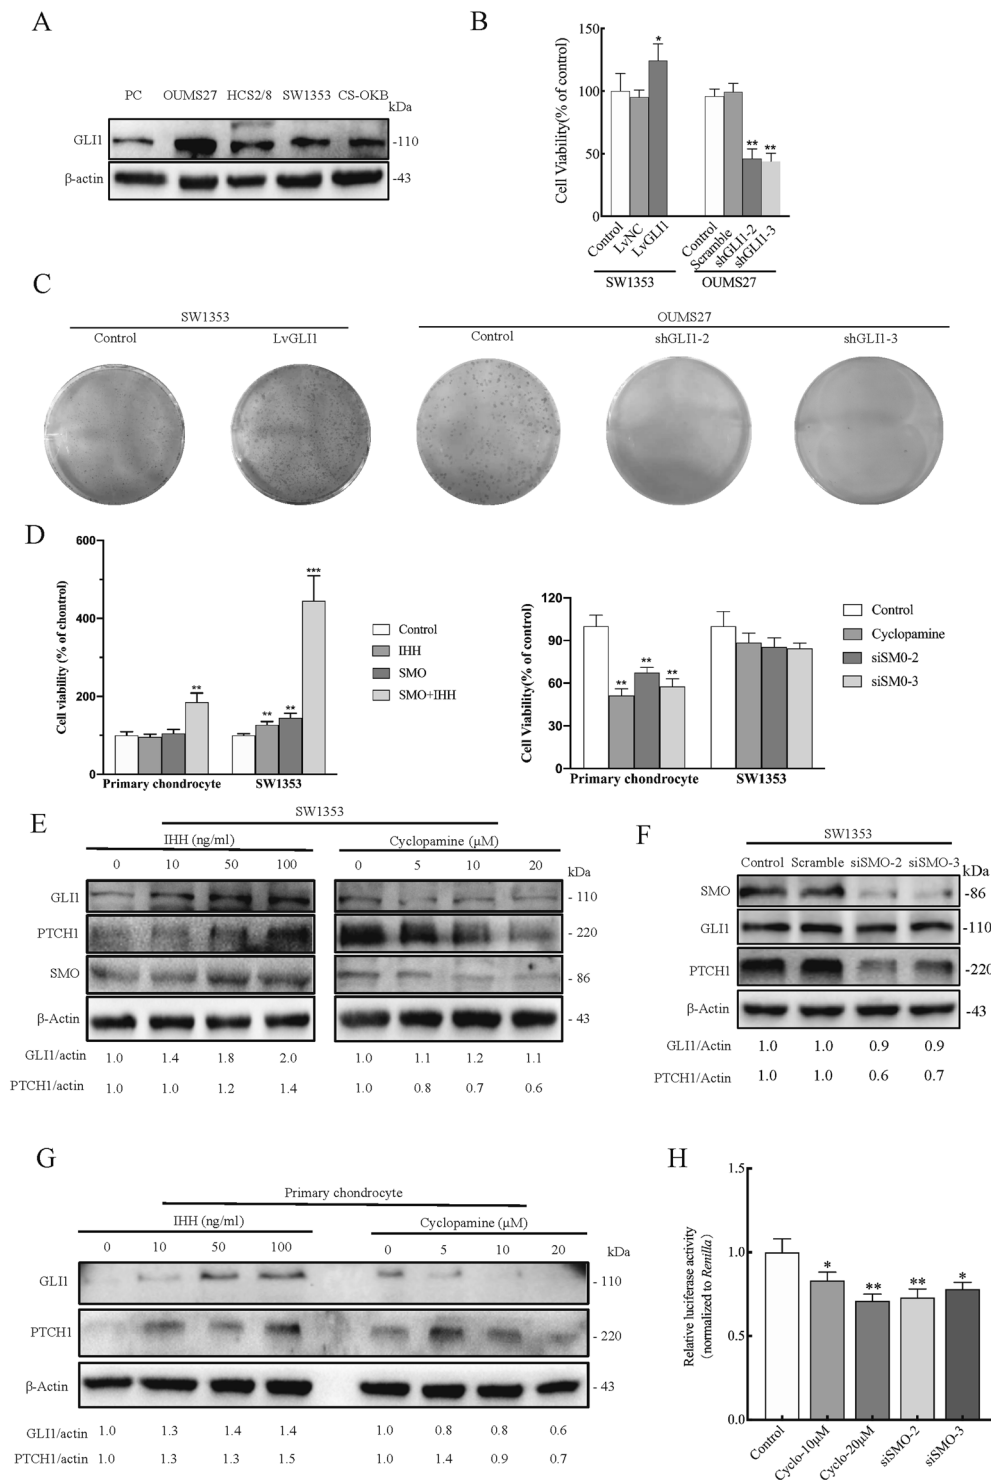 A
PC OUMS27 HCS2/8 SW1353 CS-OKB
kDa
GLI1 -110
β-actin -43
B
Cell Viability(% of control)
150
100
50
0
* ** **
Control LvNC LvGLI1 Control Scramble shGLI1-2 shGLI1-3
SW1353 OUMS27
C
SW1353 OUMS27
Control LvGLI1 Control shGLI1-2 shGLI1-3
D
Cell viability (% of chontrol)
600
400
200
0
** ** ** ***
Control
IHH
SMO
SMO+IHH
Primary chondrocyte SW1353
Cell Viability(% of control)
120
90
60
30
0
** ** **
Control
Cyclopamine
siSM0-2
siSM0-3
Primary chondrocyte SW1353
E
SW1353
IHH (ng/ml) Cyclopamine (μM)
0 10 50 100 0 5 10 20
kDa
GLI1 - 110
PTCH1 - 220
SMO - 86
β-Actin - 43
GLI1/actin 1.0 1.4 1.8 2.0 1.0 1.1 1.2 1.1
PTCH1/actin 1.0 1.0 1.2 1.4 1.0 0.8 0.7 0.6
F
SW1353
Control Scramble siSMO-2 siSMO-3
kDa
SMO -86
GLI1 -110
PTCH1 -220
β-Actin -43
GLI1/Actin 1.0 1.0 0.9 0.9
PTCH1/Actin 1.0 1.0 0.6 0.7
G
Primary chondrocyte
IHH (ng/ml) Cyclopamine (μM)
0 10 50 100 0 5 10 20
kDa
GLI1 - 110
PTCH1 - 220
β-Actin - 43
GLI1/actin 1.0 1.3 1.4 1.4 1.0 0.8 0.8 0.6
PTCH1/actin 1.0 1.3 1.3 1.5 1.0 1.4 0.9 0.7
H
Relative luciferase activity
(normalized to Renilla)
1.5
1.0
0.5
0.0
* ** ** *
Control Cyclo-10μM Cyclo-20μM siSMO-2 siSMO-3